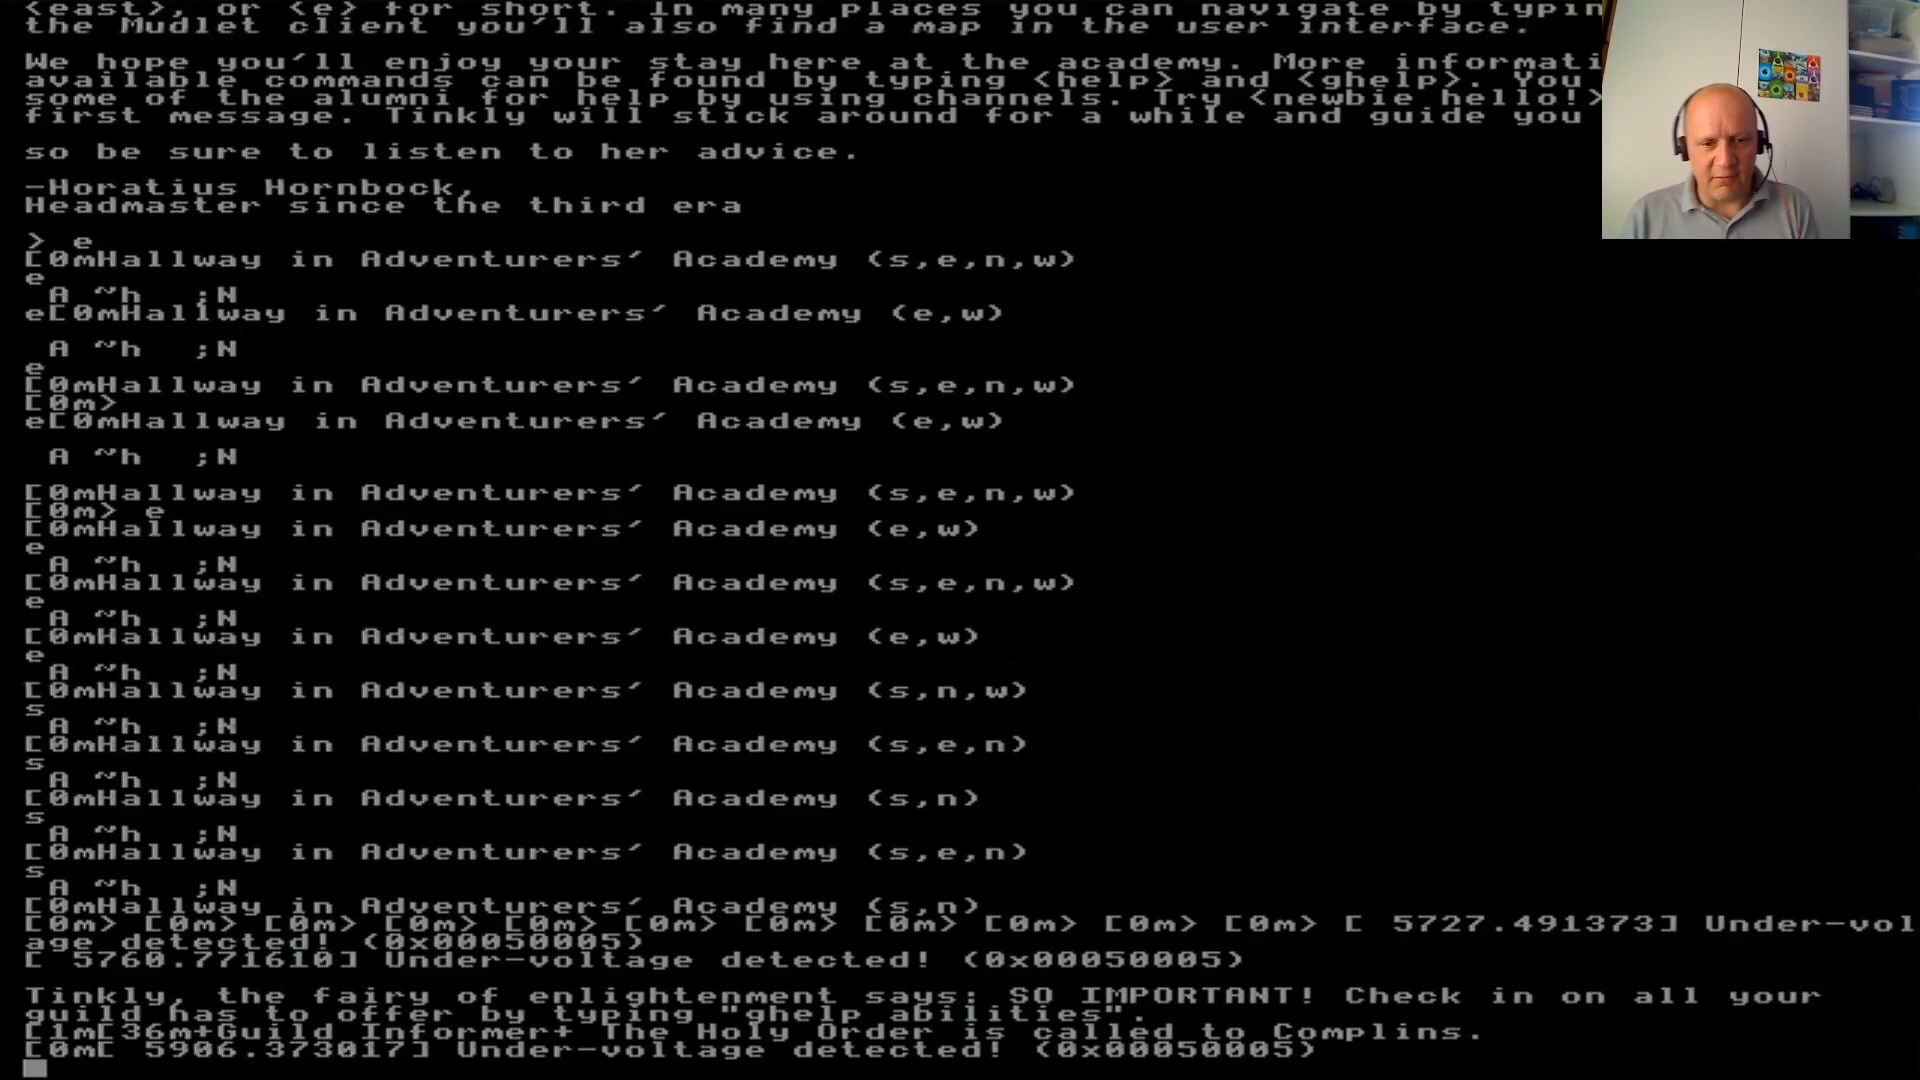 <east>, or <e> for short. In many places you can navigate by typin
the Mudlet client you'll also find a map in the user interface.
We hope you'll enjoy your stay here at the academy. More informati
available commands can be found by typing <help> and <ghelp>. You
some of the alumni for help by using channels. Try <newbie hello!>
first message. Tinkly will stick around for a while and guide you
so be sure to listen to her advice.
-Horatius Hornbock,
Headmaster since the third era
> e
[0mHallway in Adventurers' Academy (s,e,n,w)
e
A ~h ;N
e[0mHallway in Adventurers' Academy (e,w)
A ~h ;N
e
[0mHallway in Adventurers' Academy (s,e,n,w)
[0m>
e[0mHallway in Adventurers' Academy (e,w)
A ~h ;N
[0mHallway in Adventurers' Academy (s,e,n,w)
[0m> e
[0mHallway in Adventurers' Academy (e,w)
e
A ~h ;N
[0mHallway in Adventurers' Academy (s,e,n,w)
e
A ~h ;N
[0mHallway in Adventurers' Academy (e,w)
e
A ~h ;N
[0mHallway in Adventurers' Academy (s,n,w)
s
A ~h ;N
[0mHallway in Adventurers' Academy (s,e,n)
s
A ~h ;N
[0mHallway in Adventurers' Academy (s,n)
s
A ~h ;N
[0mHallway in Adventurers' Academy (s,e,n)
s
A ~h ;N
[0mHallway in Adventurers' Academy (s,n)
[0m> [0m> [0m> [0m> [0m> [0m> [0m> [0m> [0m> [0m> [0m> [ 5727.491373] Under-vol
age detected! (0x00050005)
[ 5760.771610] Under-voltage detected! (0x00050005)
Tinkly, the fairy of enlightenment says: SO IMPORTANT! Check in on all your
guild has to offer by typing "ghelp abilities".
[1m[36m+Guild Informer+ The Holy Order is called to Complins.
[0m[ 5906.373017] Under-voltage detected! (0x00050005)